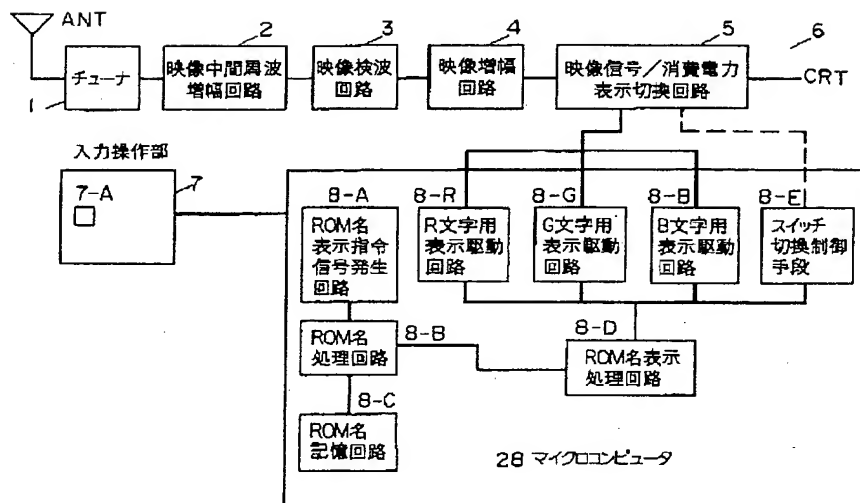 ANT
2
3
4
5
6
チューナ
映像中間周波
増幅回路
映像検波
回路
映像増幅
回路
映像信号/消費電力
表示切換回路
CRT
1
入力操作部
7-A
7
8-A
8-R
8-G
8-B
8-E
ROM名
表示指令
信号発生
回路
R文字用
表示駆動
回路
G文字用
表示駆動
回路
B文字用
表示駆動
回路
スイッチ
切換制御
手段
ROM名
処理回路
8-B
8-D
ROM名表示
処理回路
8-C
ROM名
記憶回路
28 マイクロコンピュータ